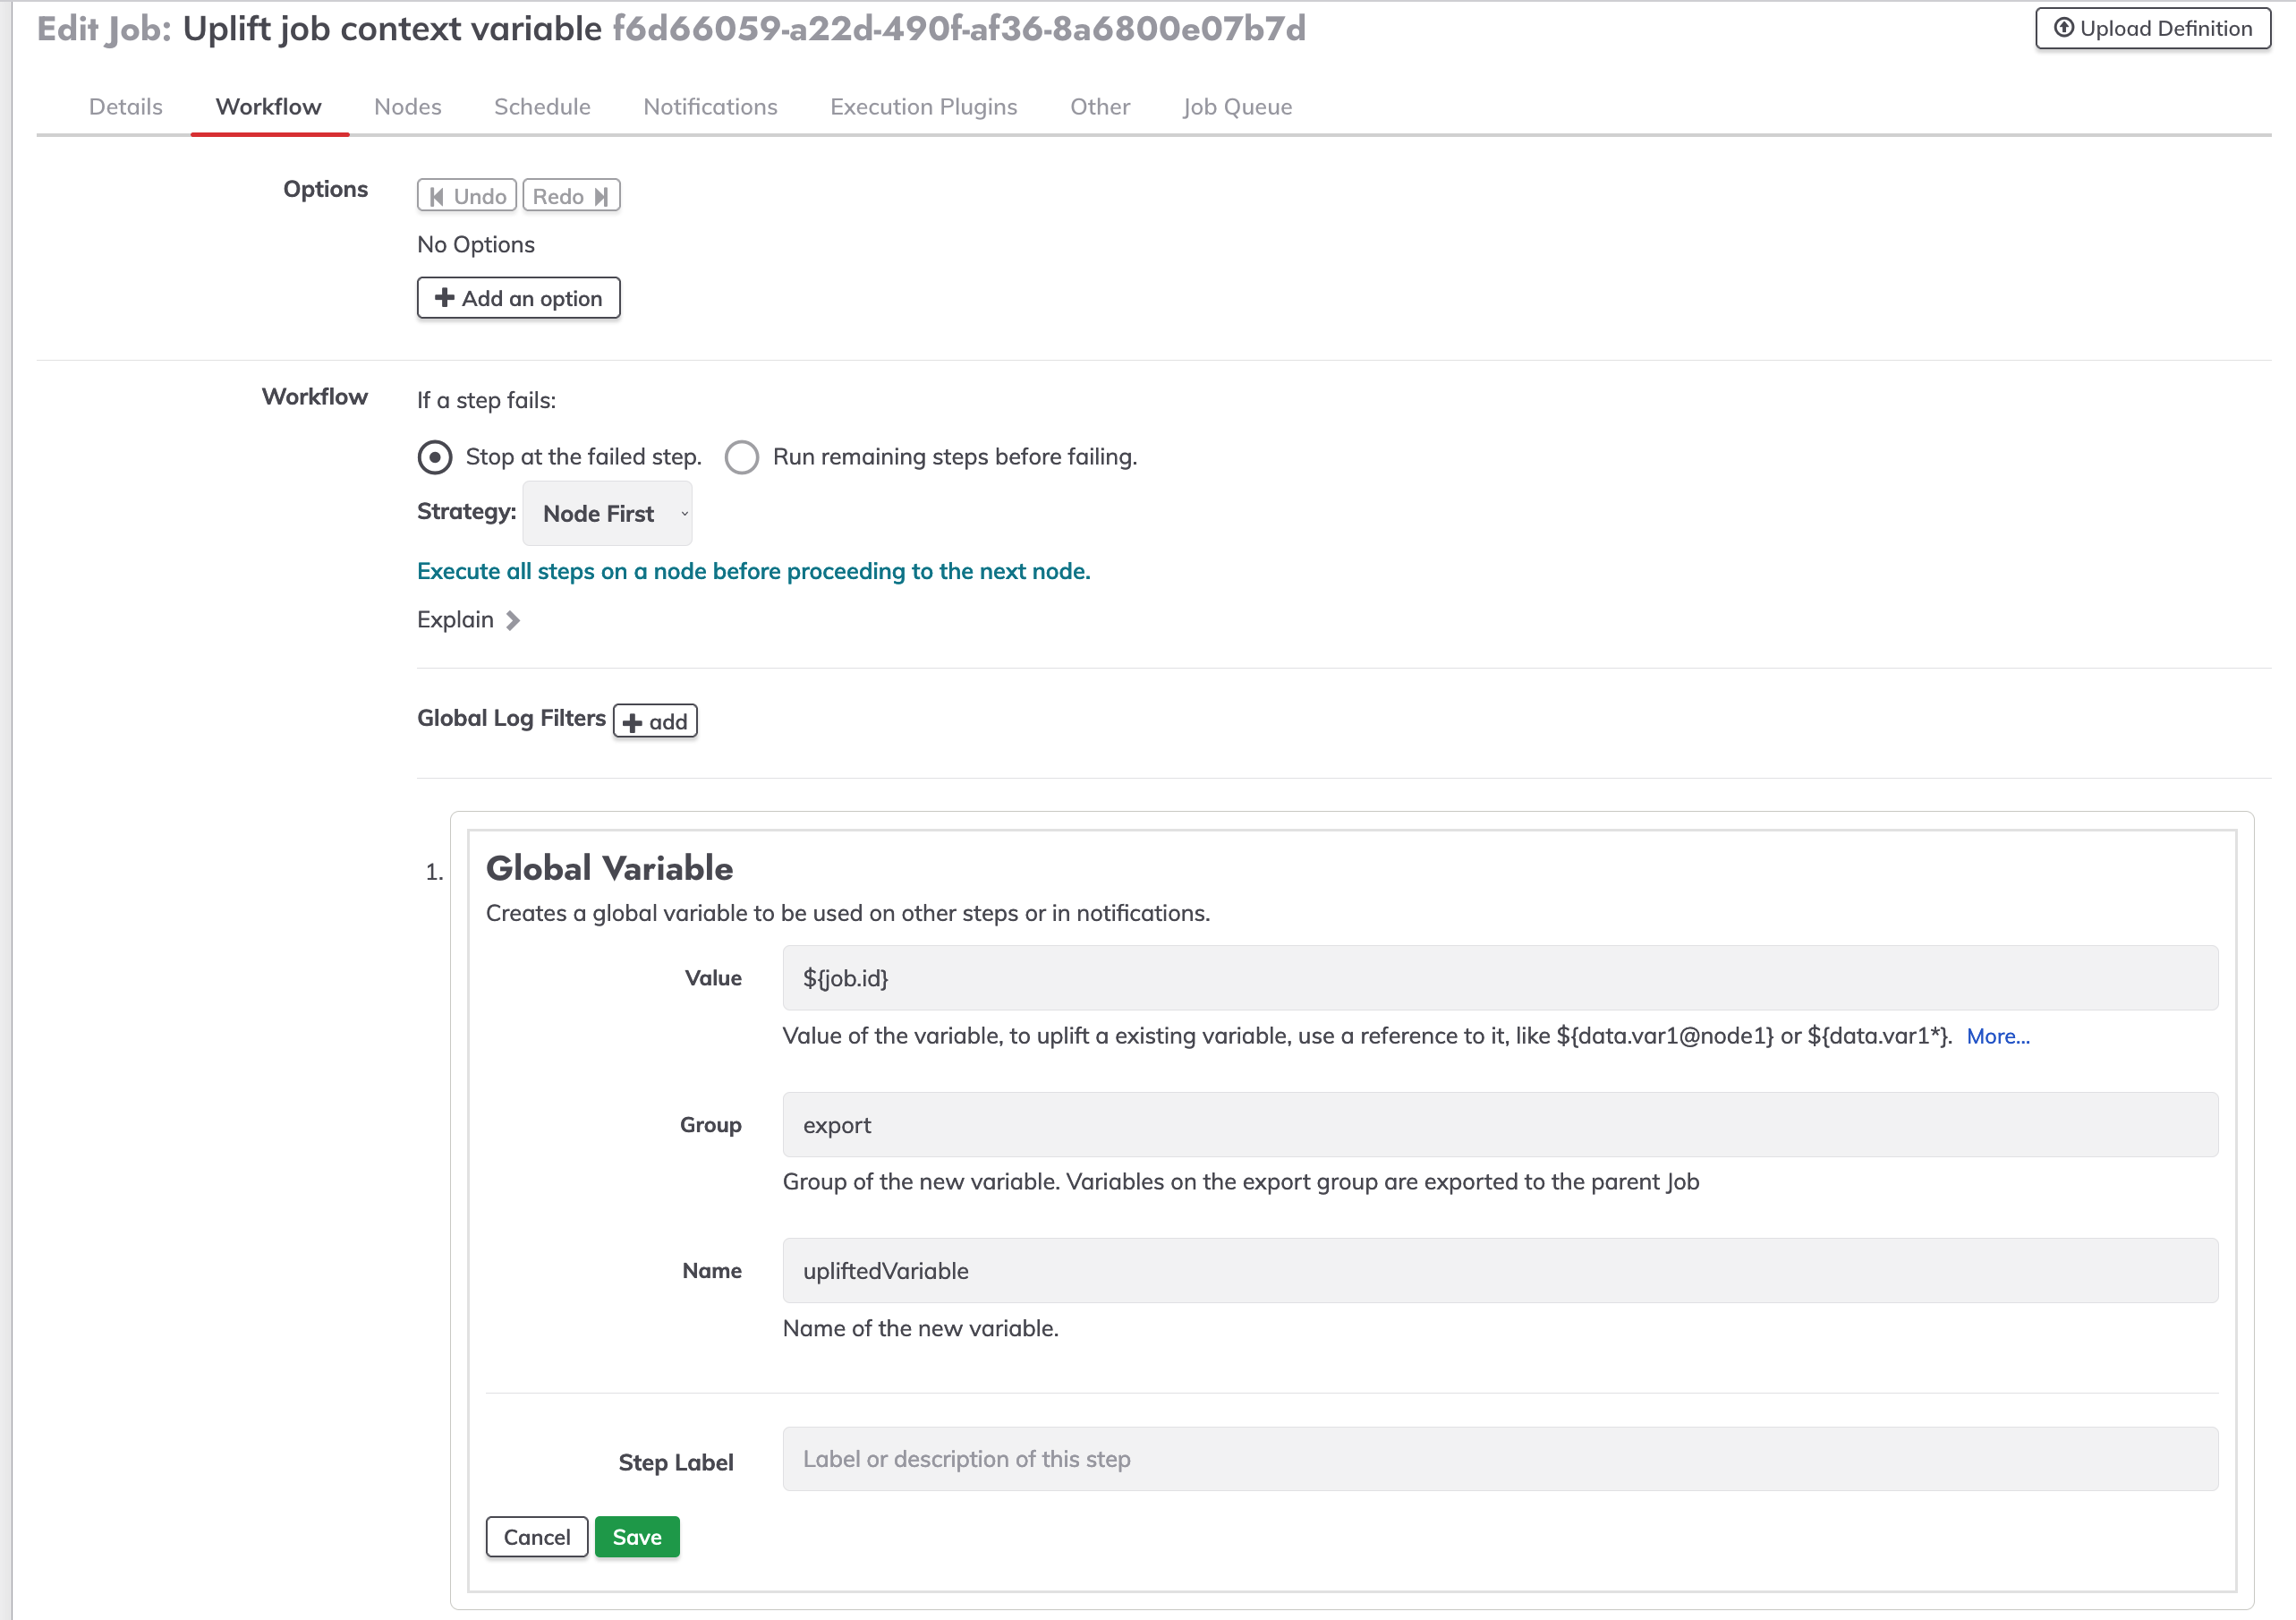 Edit Job: Uplift job context variable f6d66059-a22d-490f-af36-8a6800e07b7d
Upload Definition
Details Workflow Nodes Schedule Notifications Execution Plugins Other Job Queue
Options
Undo Redo
No Options
Add an option
Workflow
If a step fails:
Stop at the failed step. Run remaining steps before failing.
Strategy: Node First
Execute all steps on a node before proceeding to the next node.
Explain
Global Log Filters add
1.
Global Variable
Creates a global variable to be used on other steps or in notifications.
Value ${job.id}
Value of the variable, to uplift a existing variable, use a reference to it, like ${data.var1@node1} or ${data.var1*}. More...
Group export
Group of the new variable. Variables on the export group are exported to the parent Job
Name upliftedVariable
Name of the new variable.
Step Label Label or description of this step
Cancel Save